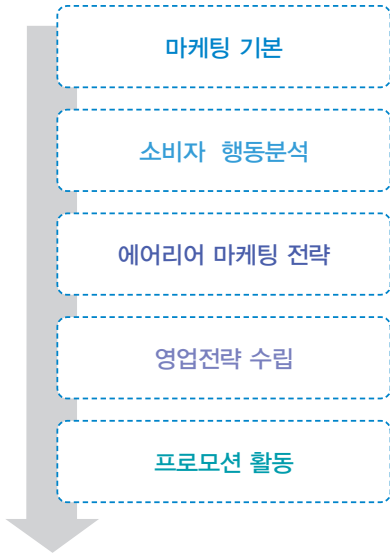 마케팅 기본
소비자 행동분석
에어리어 마케팅 전략
영업전략 수립
프로모션 활동